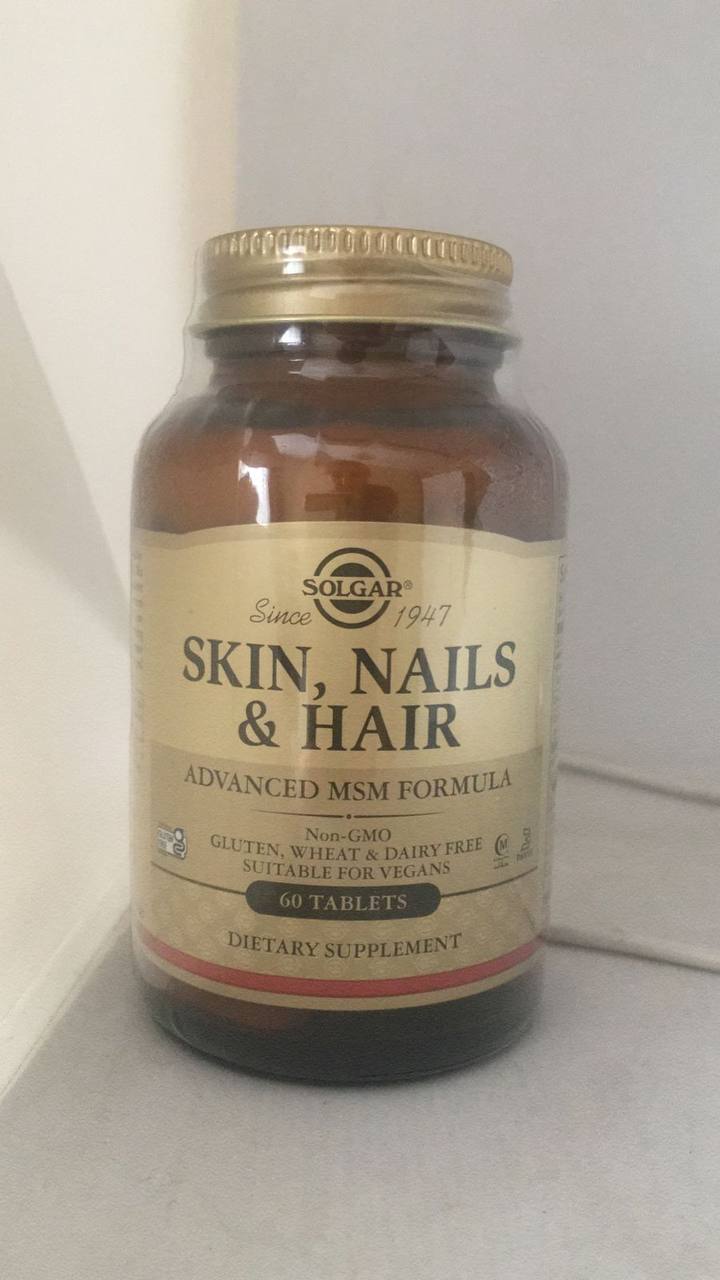 SOLGAR®
Since 1947
SKIN, NAILS
& HAIR
ADVANCED MSM FORMULA
Non-GMO
GLUTEN, WHEAT & DAIRY FREE
SUITABLE FOR VEGANS
60 TABLETS
DIETARY SUPPLEMENT